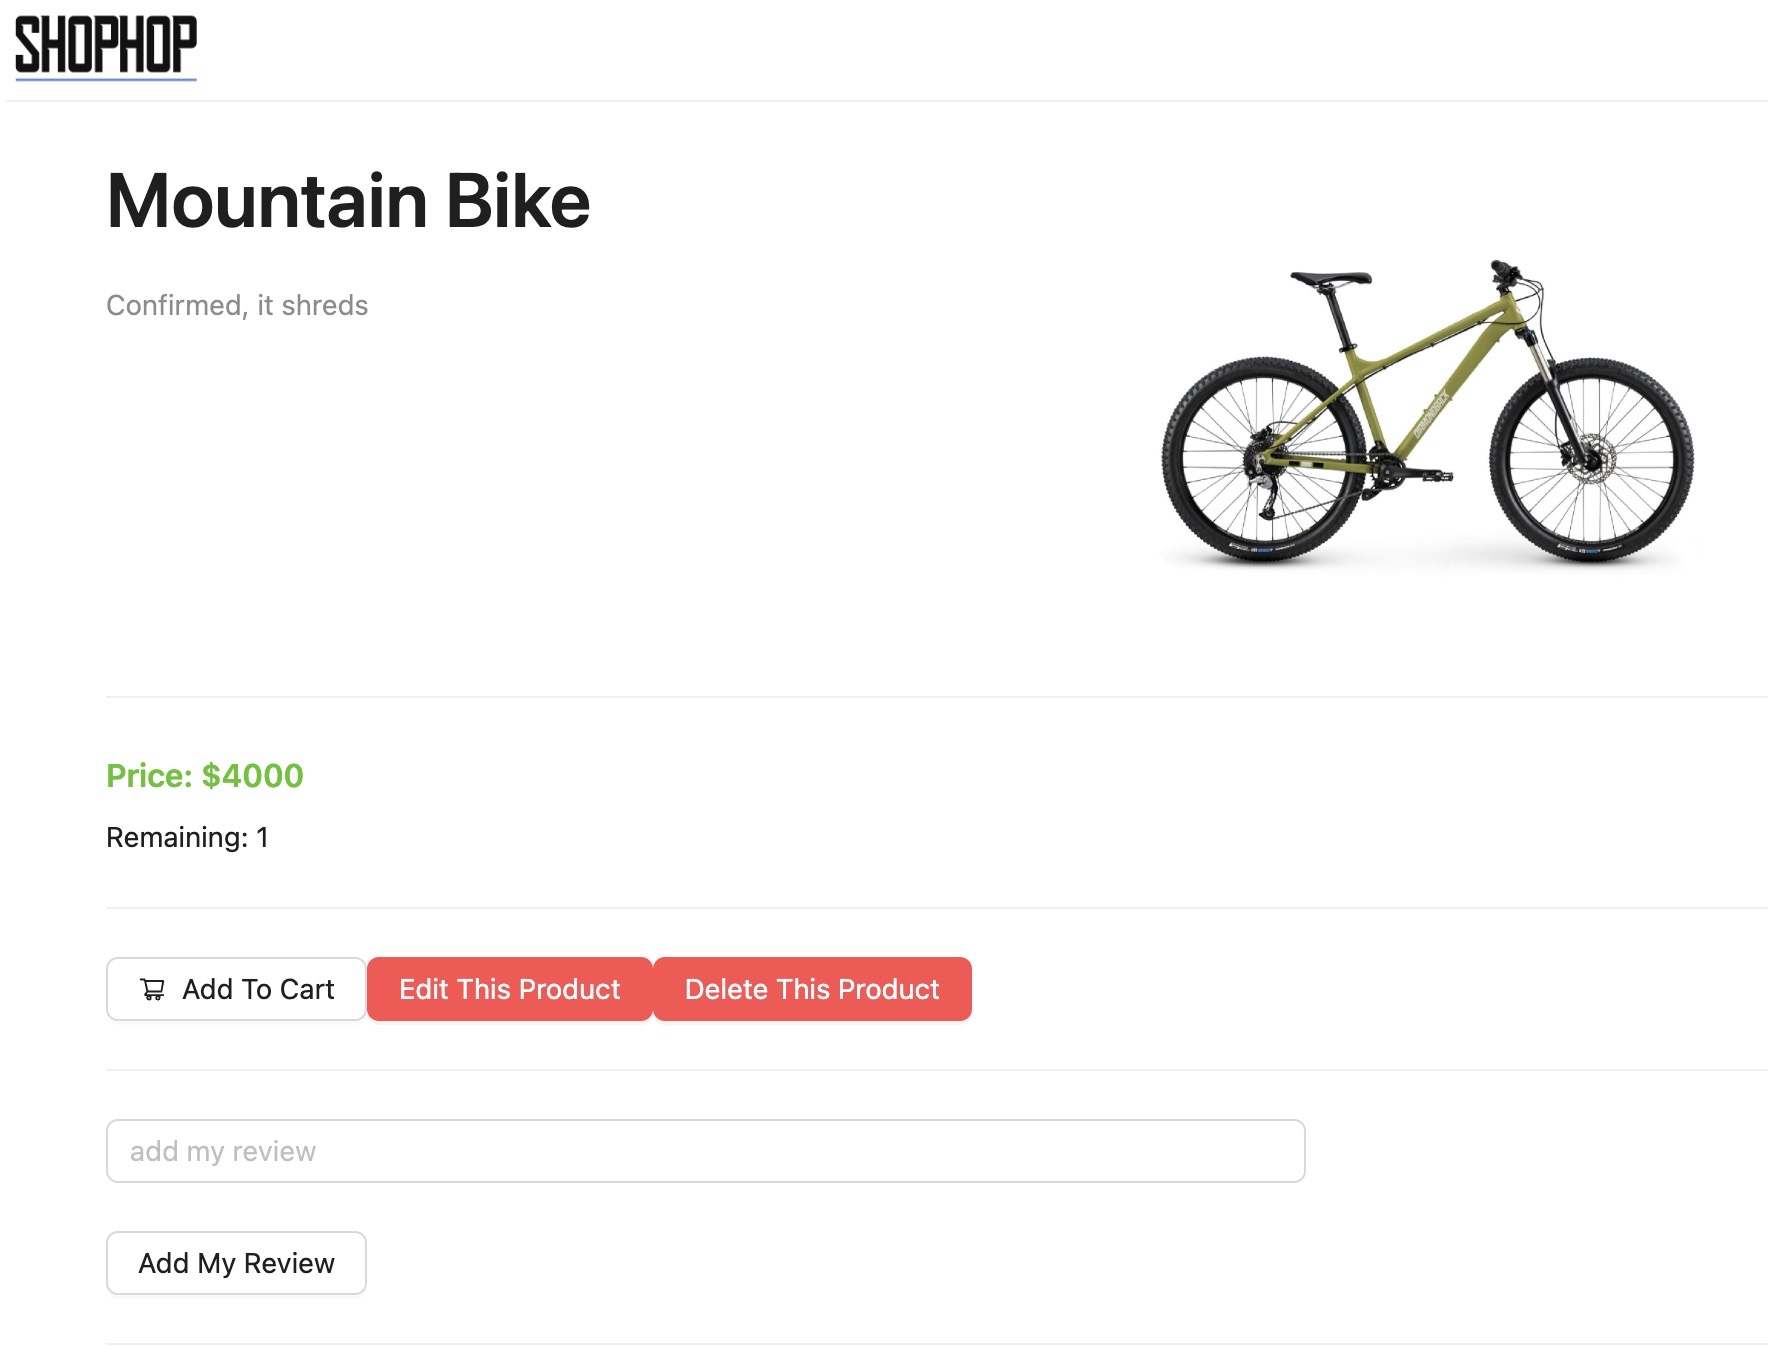 SHOPHOP
Mountain Bike
Confirmed, it shreds
DIAMONDBACK
Price: $4000
Remaining: 1
Add To Cart
Edit This Product
Delete This Product
add my review
Add My Review